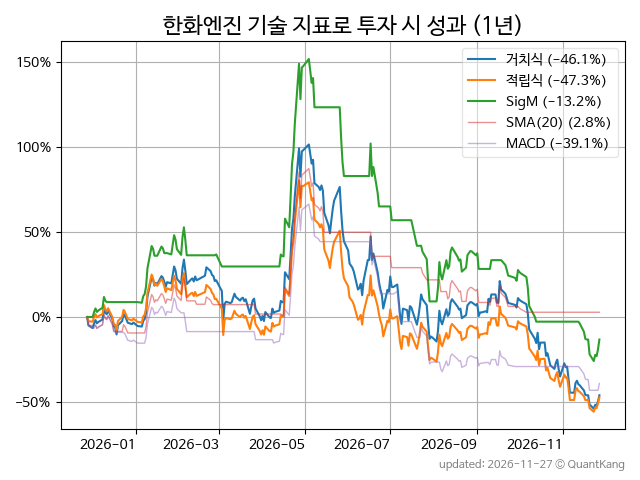 한화엔진 기술 지표로 투자 시 성과 (1년)
거치식 (−46.1%)
적립식 (−47.3%)
SigM (−13.2%)
SMA(20) (2.8%)
MACD (−39.1%)
150%
100%
50%
0%
−50%
2026-01
2026-03
2026-05
2026-07
2026-09
2026-11
updated: 2026-11-27 © QuantKang